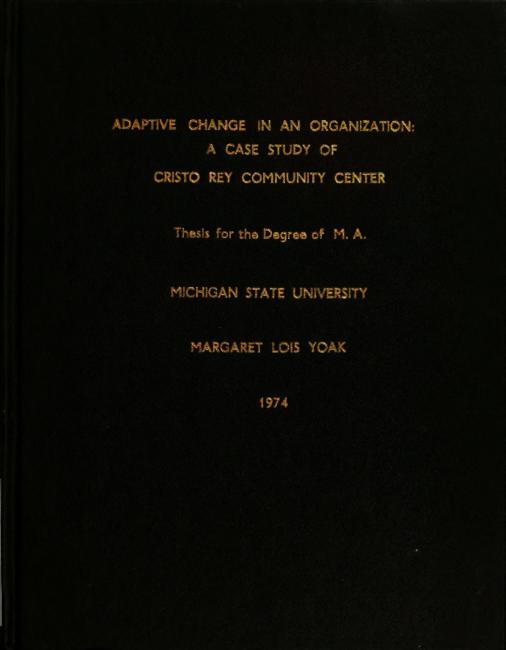 ADAPTIVE CHANGE IN AN ORGANIZATION:
A CASE STUDY OF
CRISTO REY COMMUNITY CENTER
Thesis for the Degree of M. A.
MICHIGAN STATE UNIVERSITY
MARGARET LOIS YOAK
1974